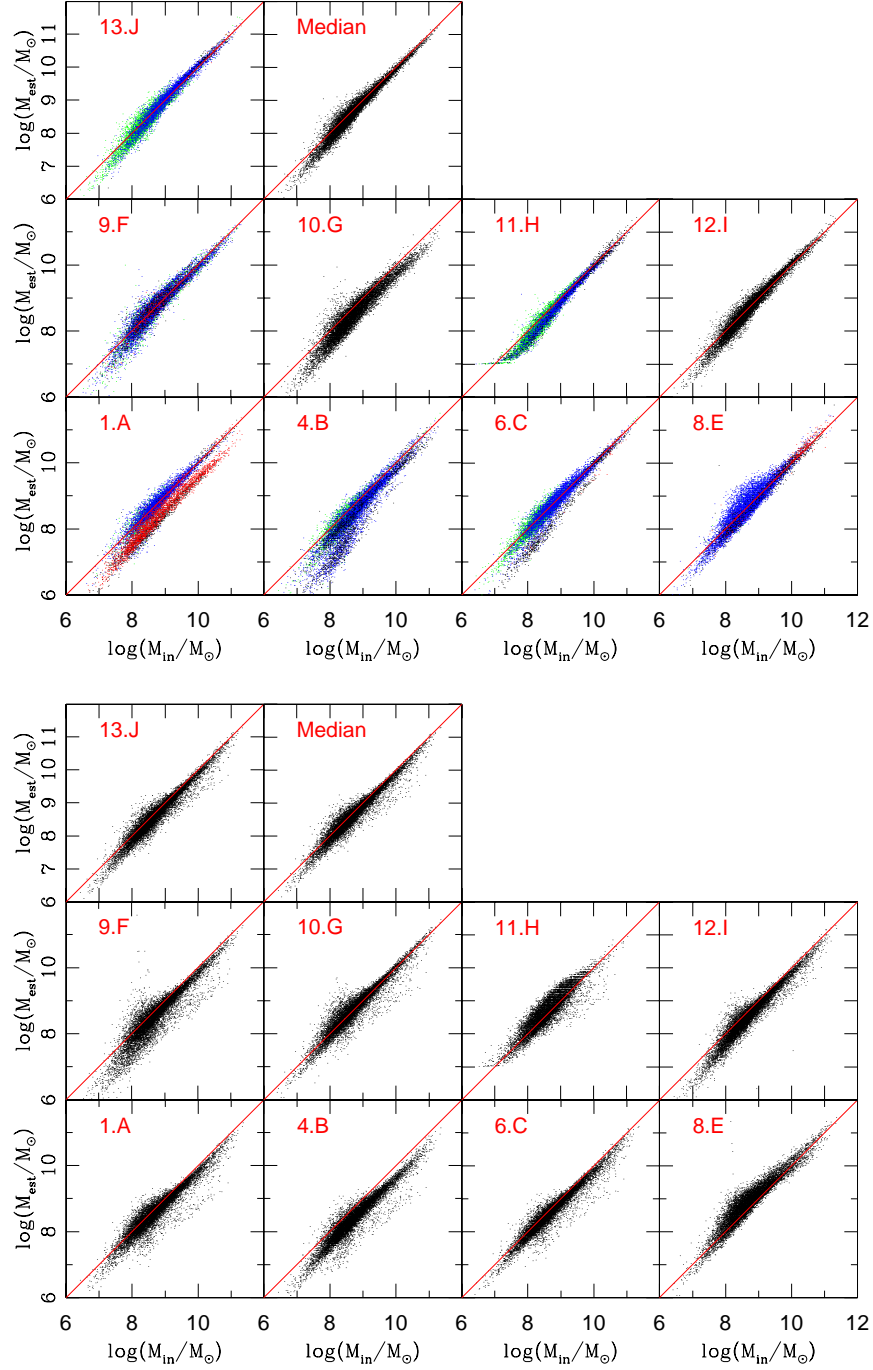 13.J Median
log(M_est/M_⊙) 6 7 8 9 10 11
9.F 10.G 11.H 12.I
log(M_est/M_⊙) 6 8 10
1.A 4.B 6.C 8.E
log(M_est/M_⊙) 6 8 10
6 8 10 6 8 10 6 8 10 6 8 10 12
log(M_in/M_⊙) log(M_in/M_⊙) log(M_in/M_⊙) log(M_in/M_⊙)
13.J Median
log(M_est/M_⊙) 6 7 8 9 10 11
9.F 10.G 11.H 12.I
log(M_est/M_⊙) 6 8 10
1.A 4.B 6.C 8.E
log(M_est/M_⊙) 6 8 10
6 8 10 6 8 10 6 8 10 6 8 10 12
log(M_in/M_⊙) log(M_in/M_⊙) log(M_in/M_⊙) log(M_in/M_⊙)